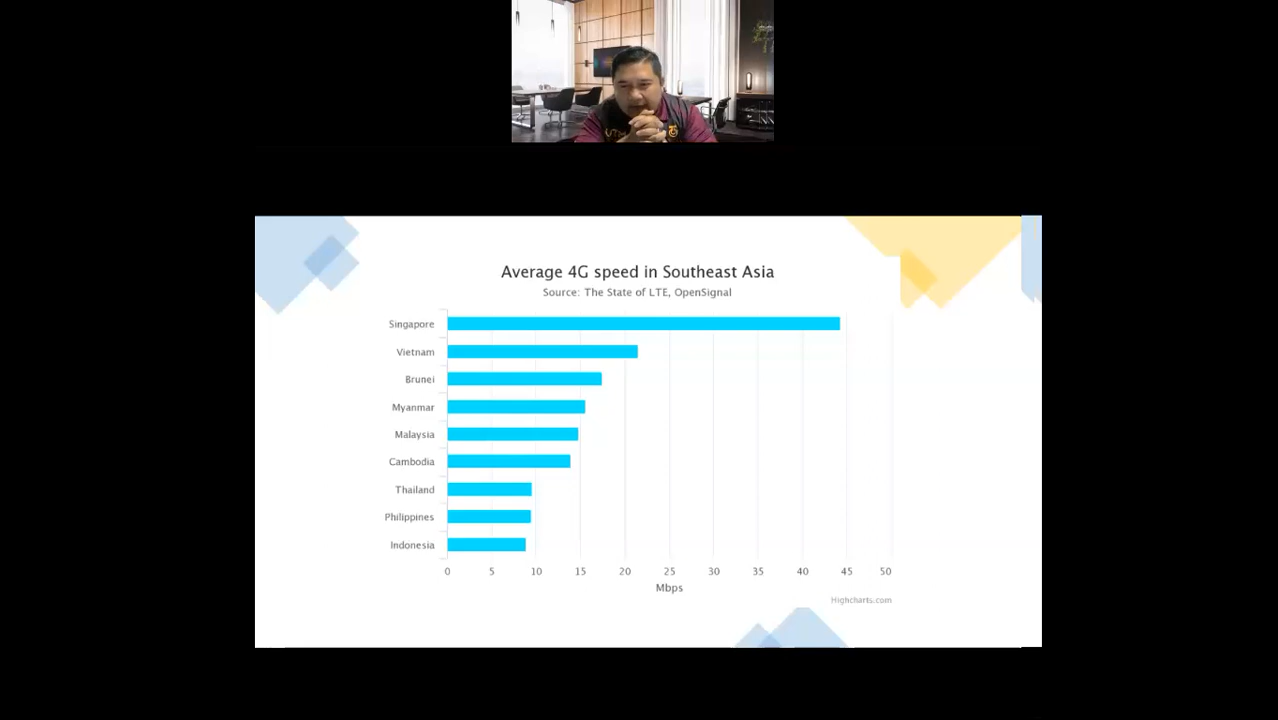 Average 4G speed in Southeast Asia
Source: The State of LTE, OpenSignal
Singapore
Vietnam
Brunei
Myanmar
Malaysia
Cambodia
Thailand
Philippines
Indonesia
0 5 10 15 20 25 30 35 40 45 50
Mbps
Highcharts.com